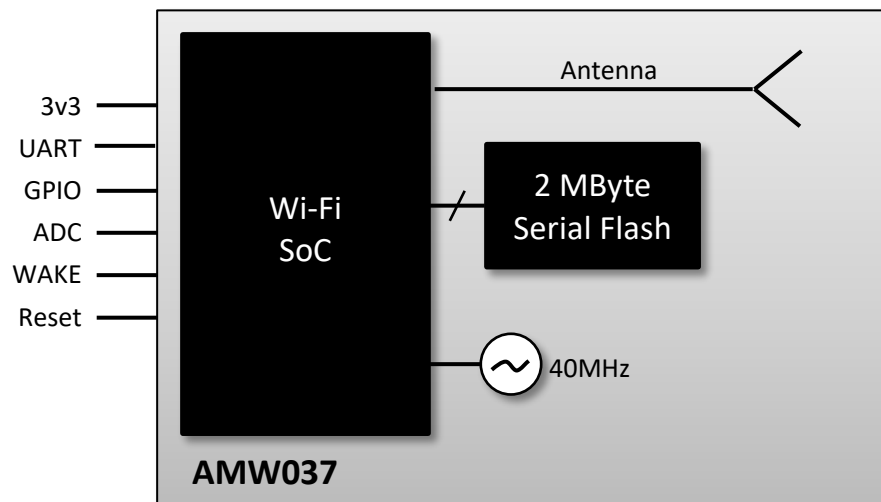 3v3
UART
GPIO
ADC
WAKE
Reset
Wi-Fi
SoC
Antenna
2 MByte
Serial Flash
40MHz
AMW037